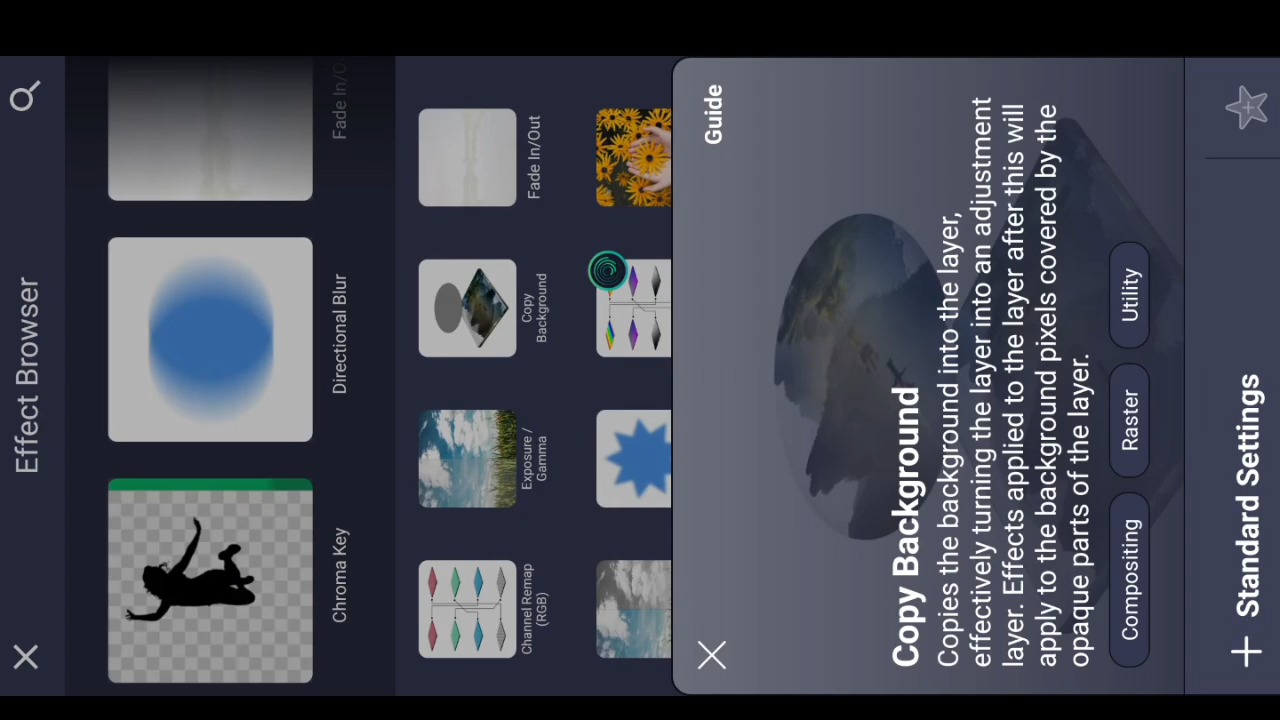 Effect Browser
Chroma Key
Directional Blur
Fade In/O
Channel Remap
(RGB)
Exposure /
Gamma
Copy
Background
Fade In/Out
Guide
Copy Background
Copies the background into the layer,
effectively turning the layer into an adjustment
layer. Effects applied to the layer after this will
apply to the background pixels covered by the
opaque parts of the layer.
Compositing
Raster
Utility
Standard Settings